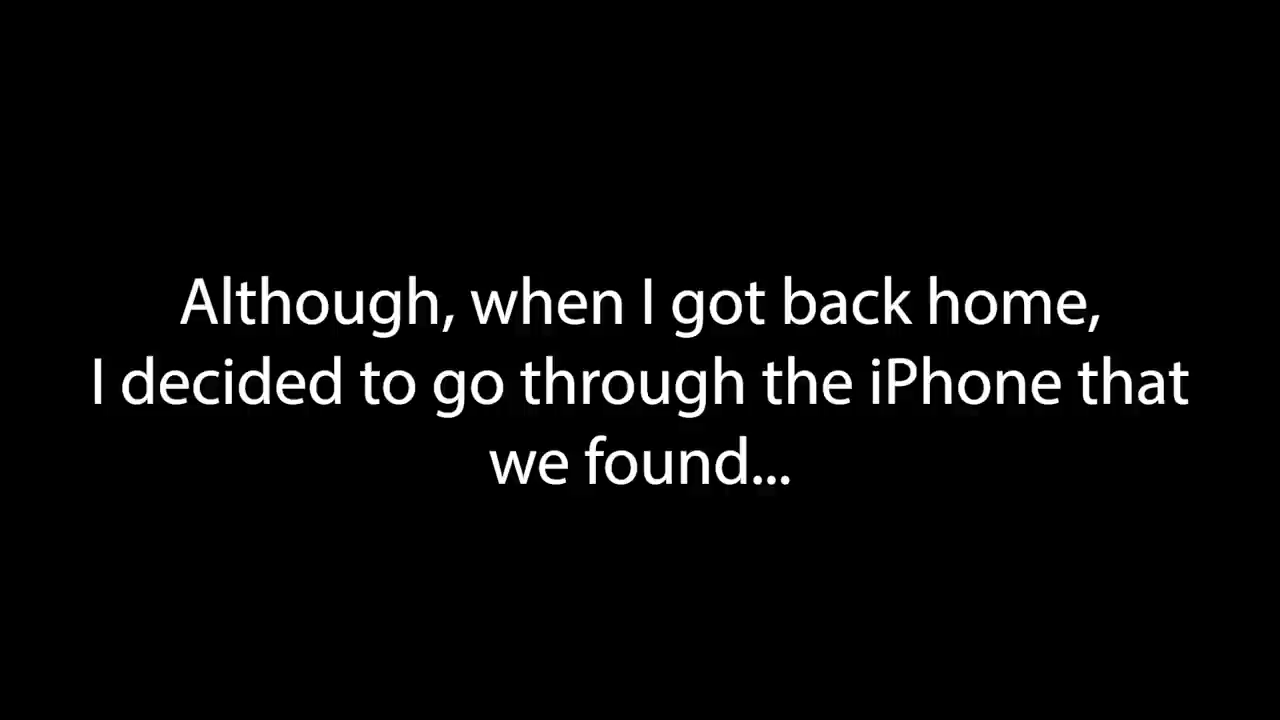 Although, when I got back home,
I decided to go through the iPhone that
we found...